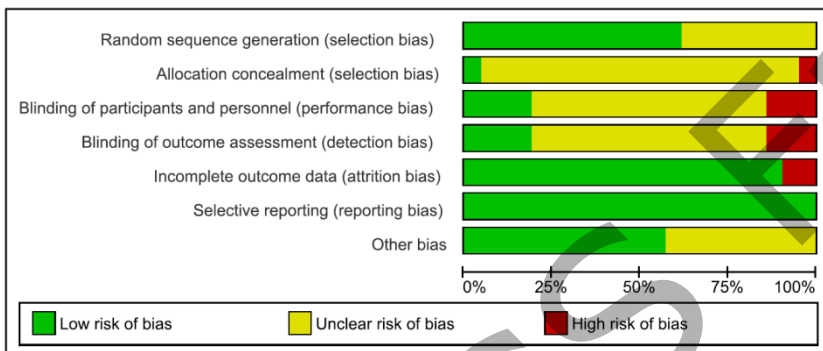 Random sequence generation (selection bias)
Allocation concealment (selection bias)
Blinding of participants and personnel (performance bias)
Blinding of outcome assessment (detection bias)
Incomplete outcome data (attrition bias)
Selective reporting (reporting bias)
Other bias
0% 25% 50% 75% 100%
Low risk of bias Unclear risk of bias High risk of bias